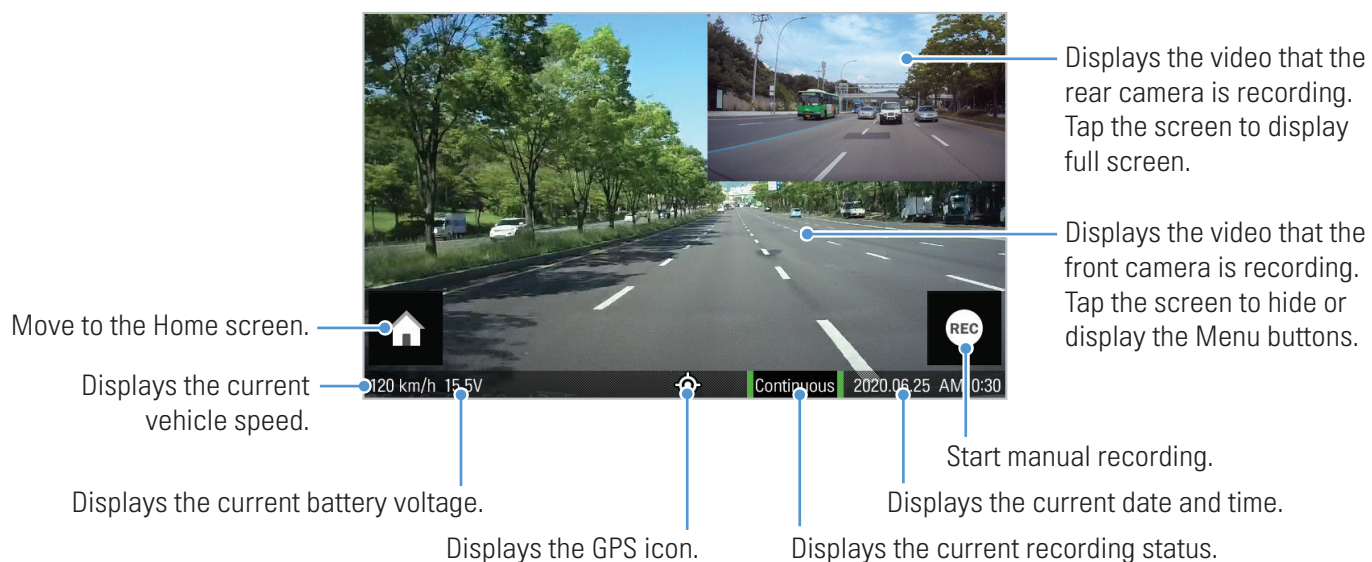 Displays the video that the
rear camera is recording.
Tap the screen to display
full screen.
Displays the video that the
front camera is recording.
Tap the screen to hide or
display the Menu buttons.
Move to the Home screen.
REC
Displays the current
vehicle speed.
120 km/h 15.5V
Continuous
2020.06.25 AM 0:30
Start manual recording.
Displays the current battery voltage.
Displays the current date and time.
Displays the GPS icon.
Displays the current recording status.